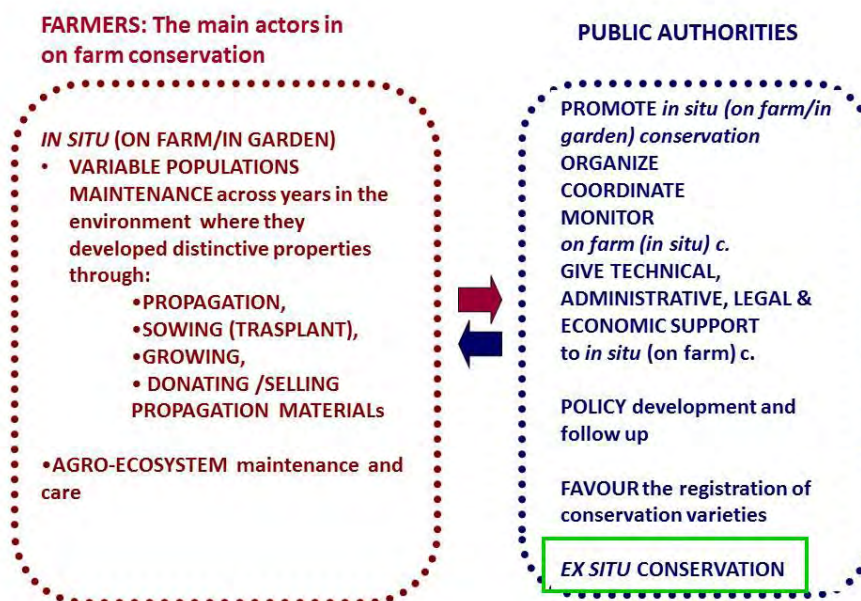 FARMERS: The main actors in
on farm conservation
IN SITU (ON FARM/IN GARDEN)
• VARIABLE POPULATIONS
MAINTENANCE across years in the
environment where they
developed distinctive properties
through:
•PROPAGATION,
•SOWING (TRASPLANT),
•GROWING,
• DONATING /SELLING
PROPAGATION MATERIALs
•AGRO-ECOSYSTEM maintenance and
care
PUBLIC AUTHORITIES
PROMOTE in situ (on farm/in
garden) conservation
ORGANIZE
COORDINATE
MONITOR
on farm (in situ) c.
GIVE TECHNICAL,
ADMINISTRATIVE, LEGAL &
ECONOMIC SUPPORT
to in situ (on farm) c.
POLICY development and
follow up
FAVOUR the registration of
conservation varieties
EX SITU CONSERVATION